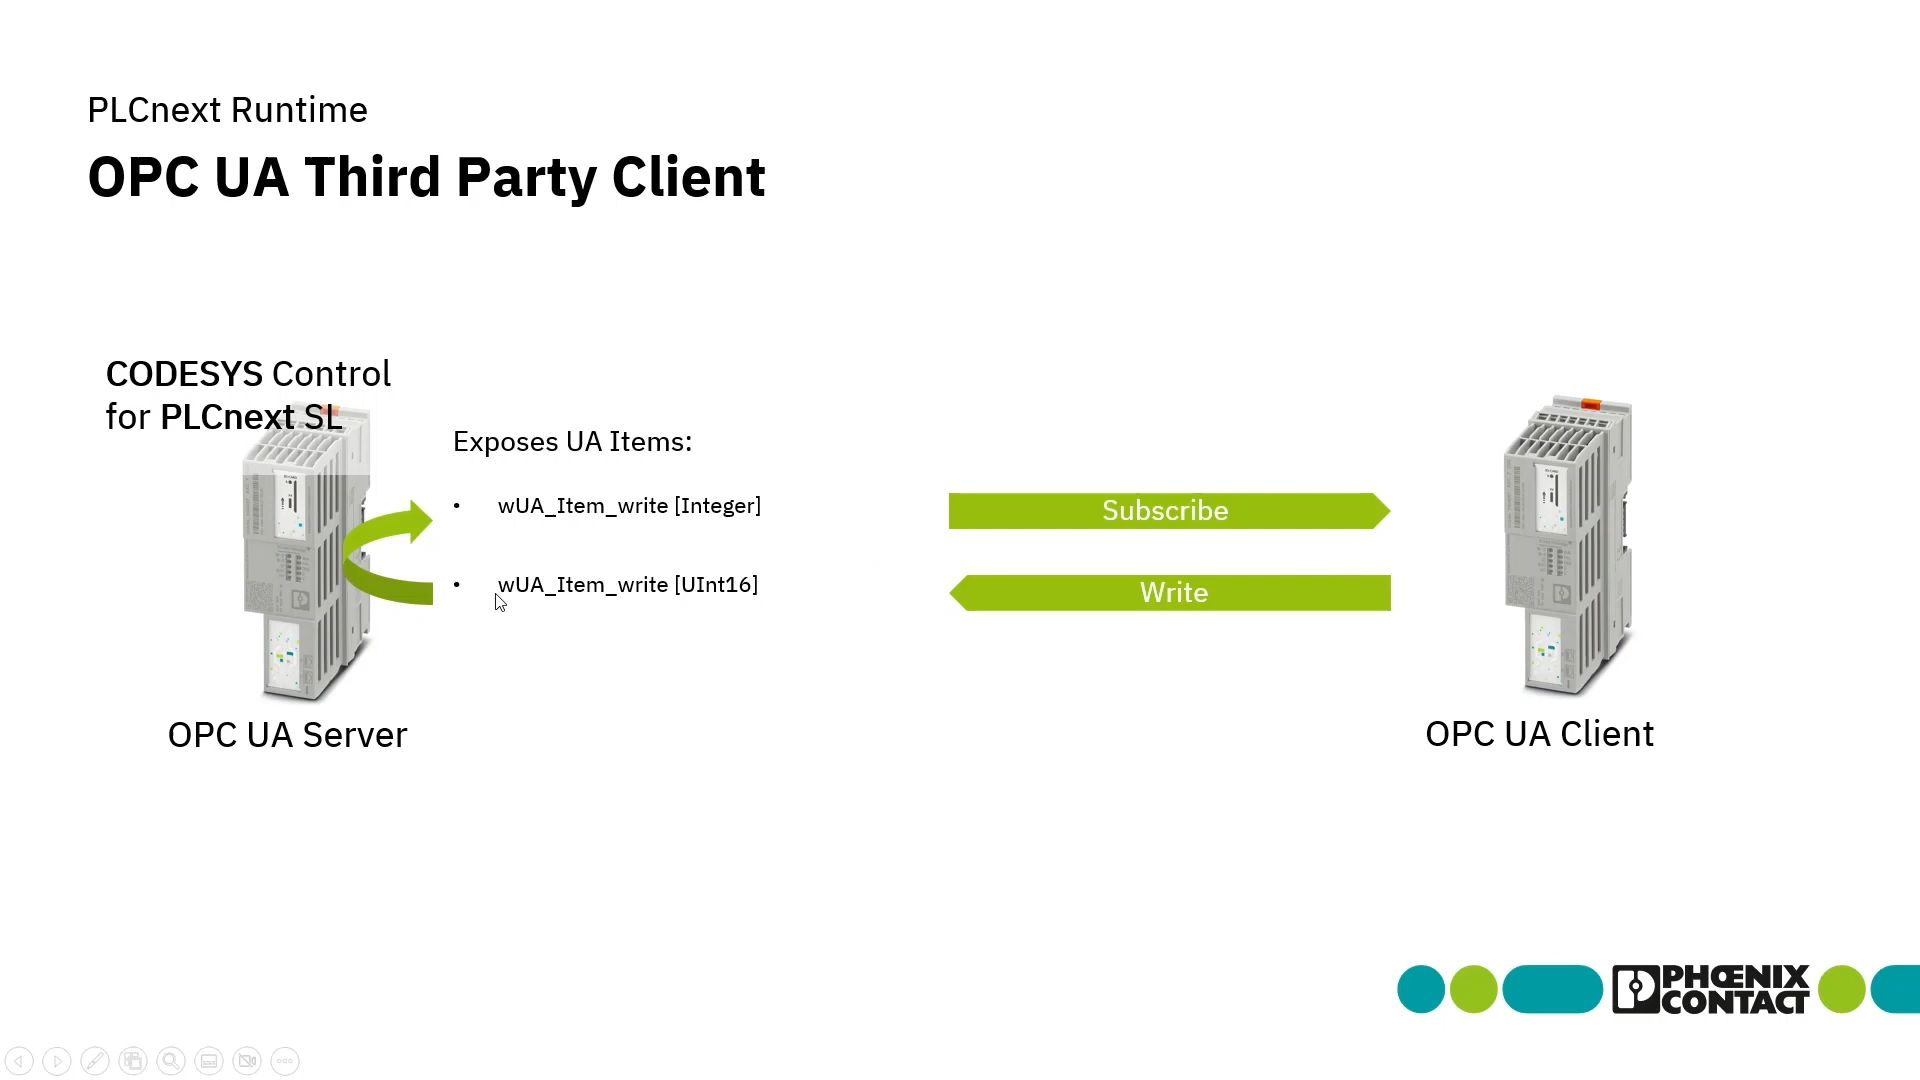 PLCnext Runtime
OPC UA Third Party Client
CODESYS Control
for PLCnext SL
Exposes UA Items:
• wUA_Item_write [Integer]
• wUA_Item_write [UInt16]
Subscribe
Write
OPC UA Server
OPC UA Client
PHŒNIX
CONTACT